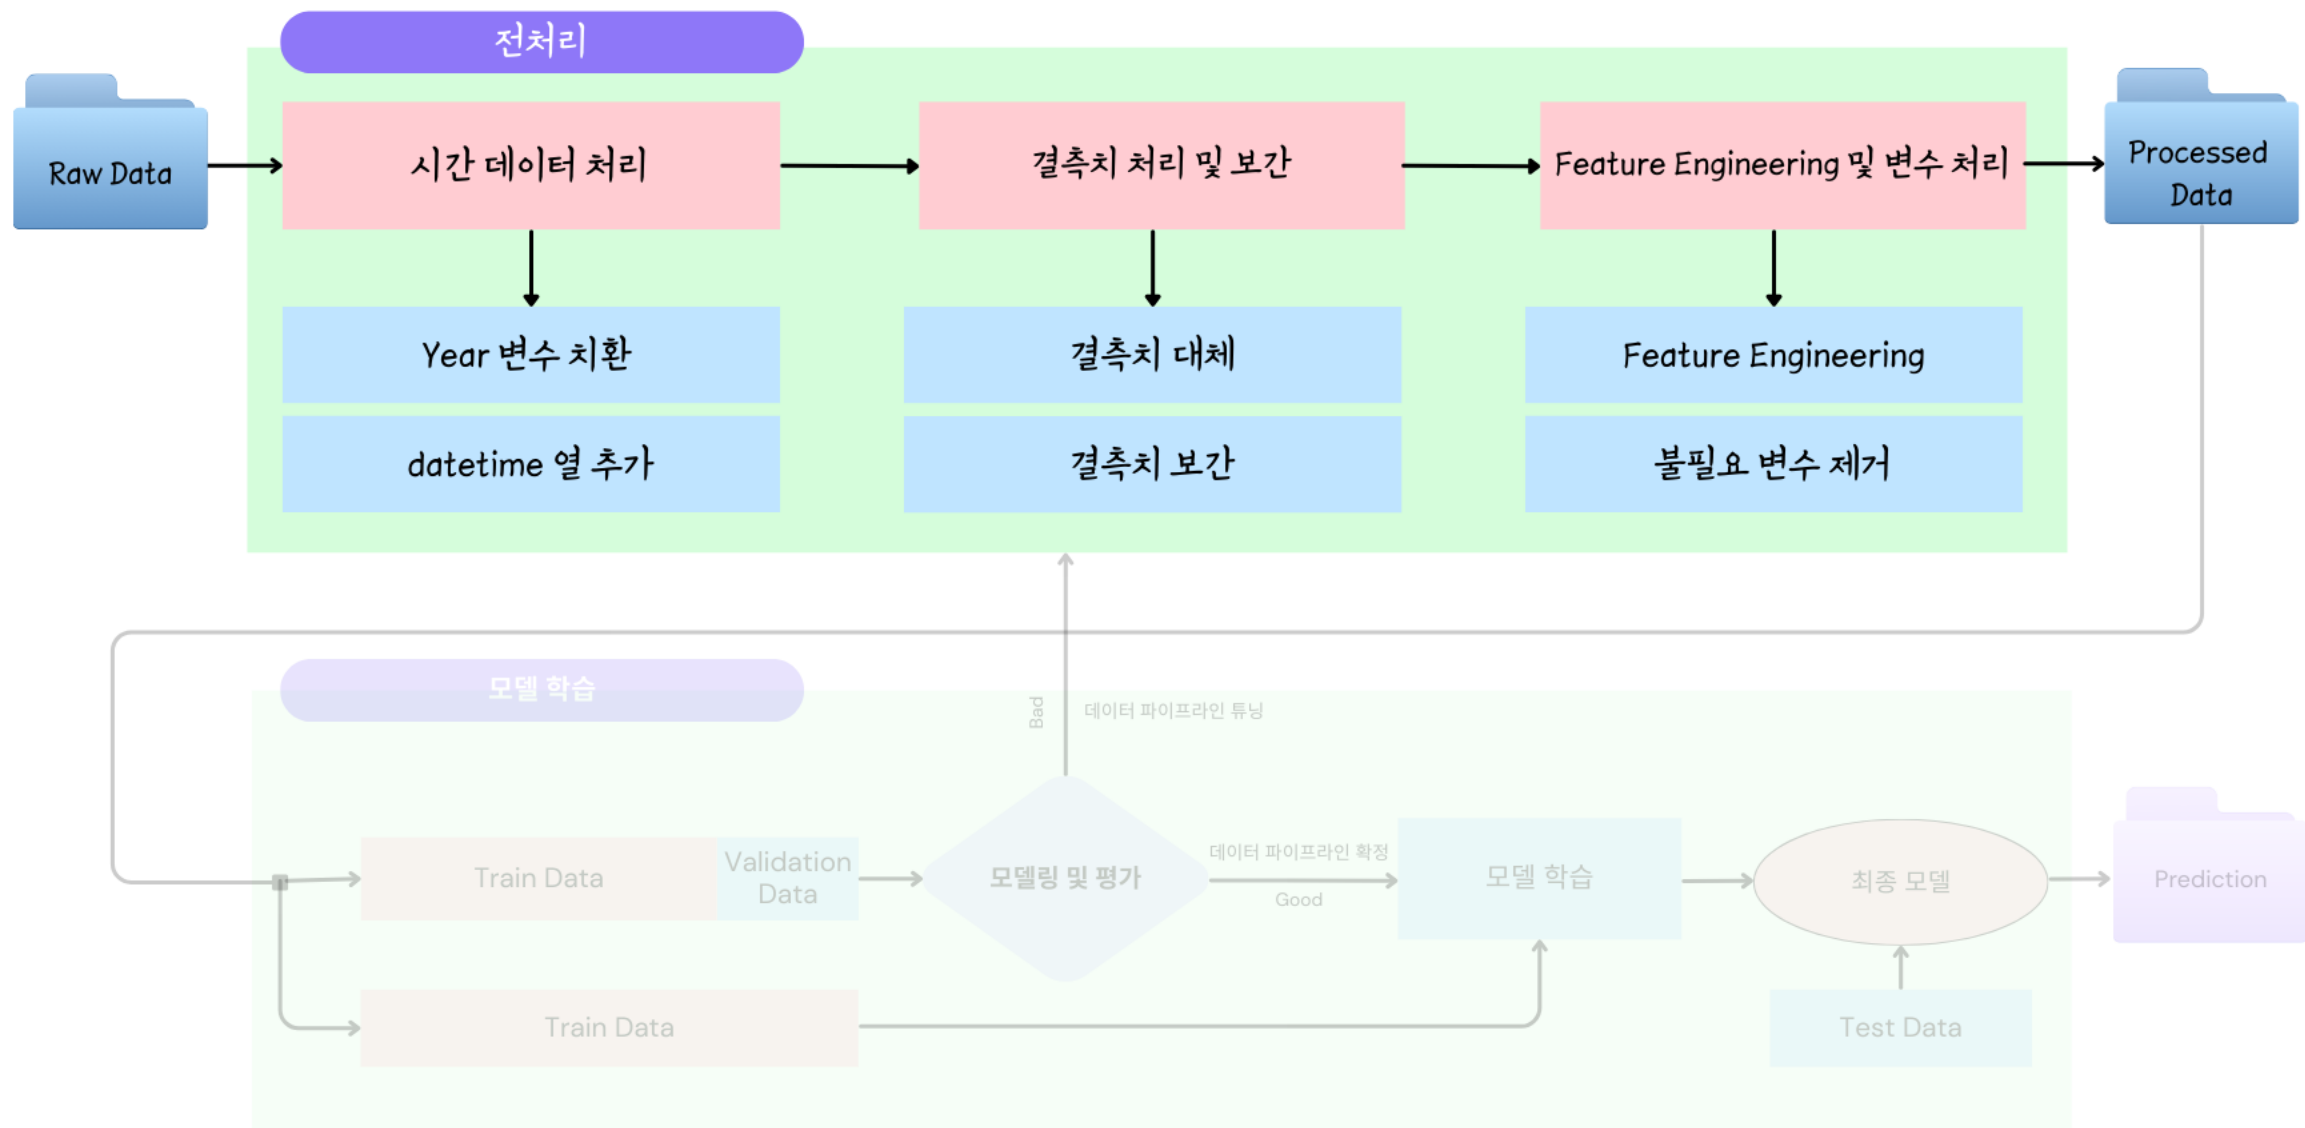 전처리
Raw Data
시간 데이터 처리
결측치 처리 및 보간
Feature Engineering 및 변수 처리
Processed
Data
Year 변수 치환
결측치 대체
Feature Engineering
datetime 열 추가
결측치 보간
불필요 변수 제거
모델 학습
Bad
데이터 파이프라인 튜닝
Train Data
Validation
Data
모델링 및 평가
데이터 파이프라인 확정
Good
모델 학습
최종 모델
Prediction
Train Data
Test Data